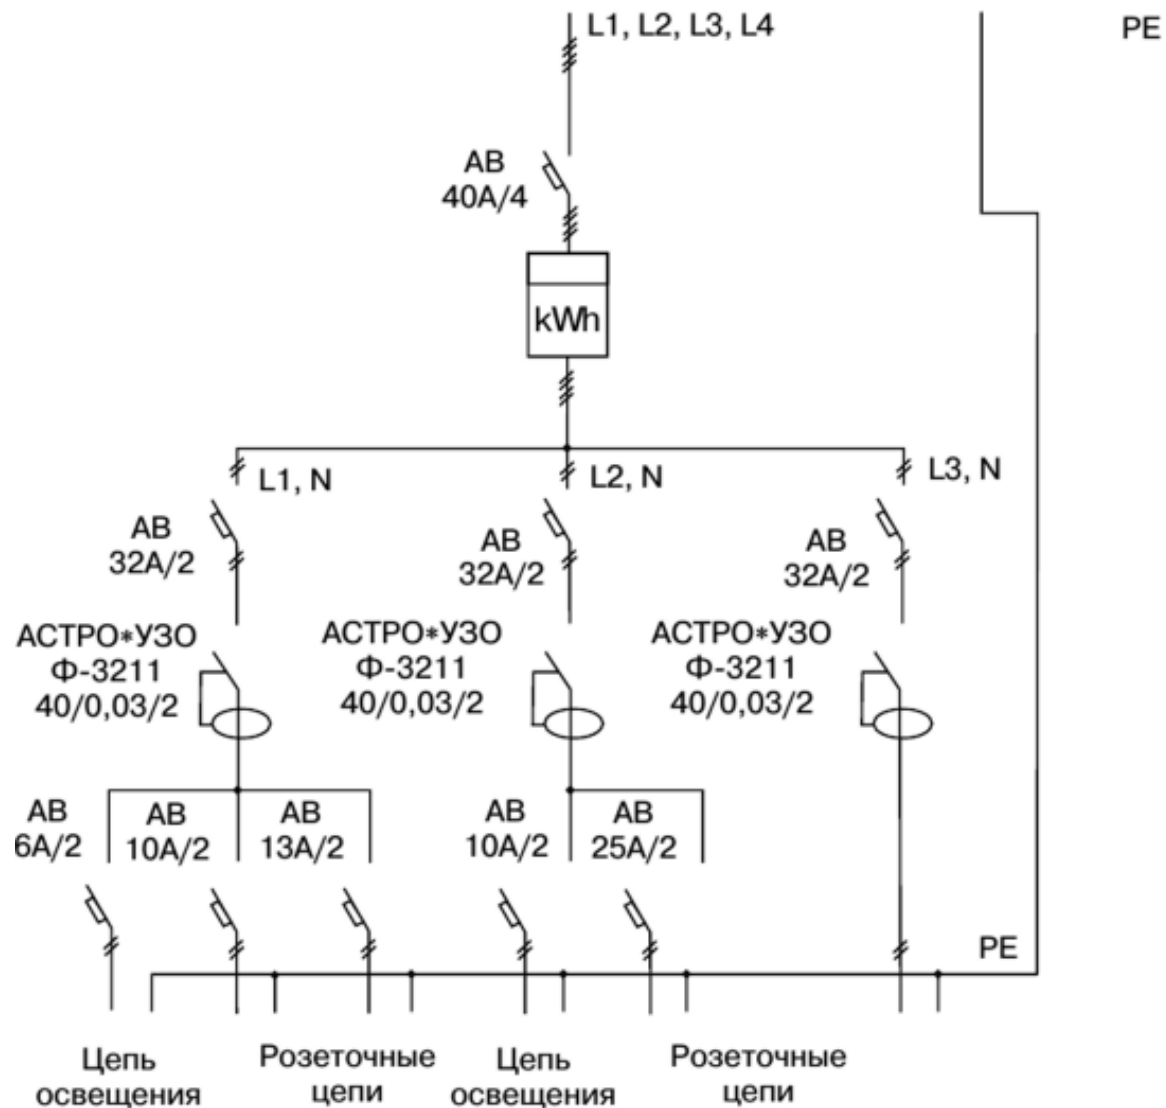 L1, L2, L3, L4
PE
АВ
40А/4
kWh
L1, N
L2, N
L3, N
АВ
32А/2
АВ
32А/2
АВ
32А/2
АСТРО*УЗО
Ф-3211
40/0,03/2
АСТРО*УЗО
Ф-3211
40/0,03/2
АСТРО*УЗО
Ф-3211
40/0,03/2
АВ
6А/2
АВ
10А/2
АВ
13А/2
АВ
10А/2
АВ
25А/2
PE
Цепь
освещения
Розеточные
цепи
Цепь
освещения
Розеточные
цепи